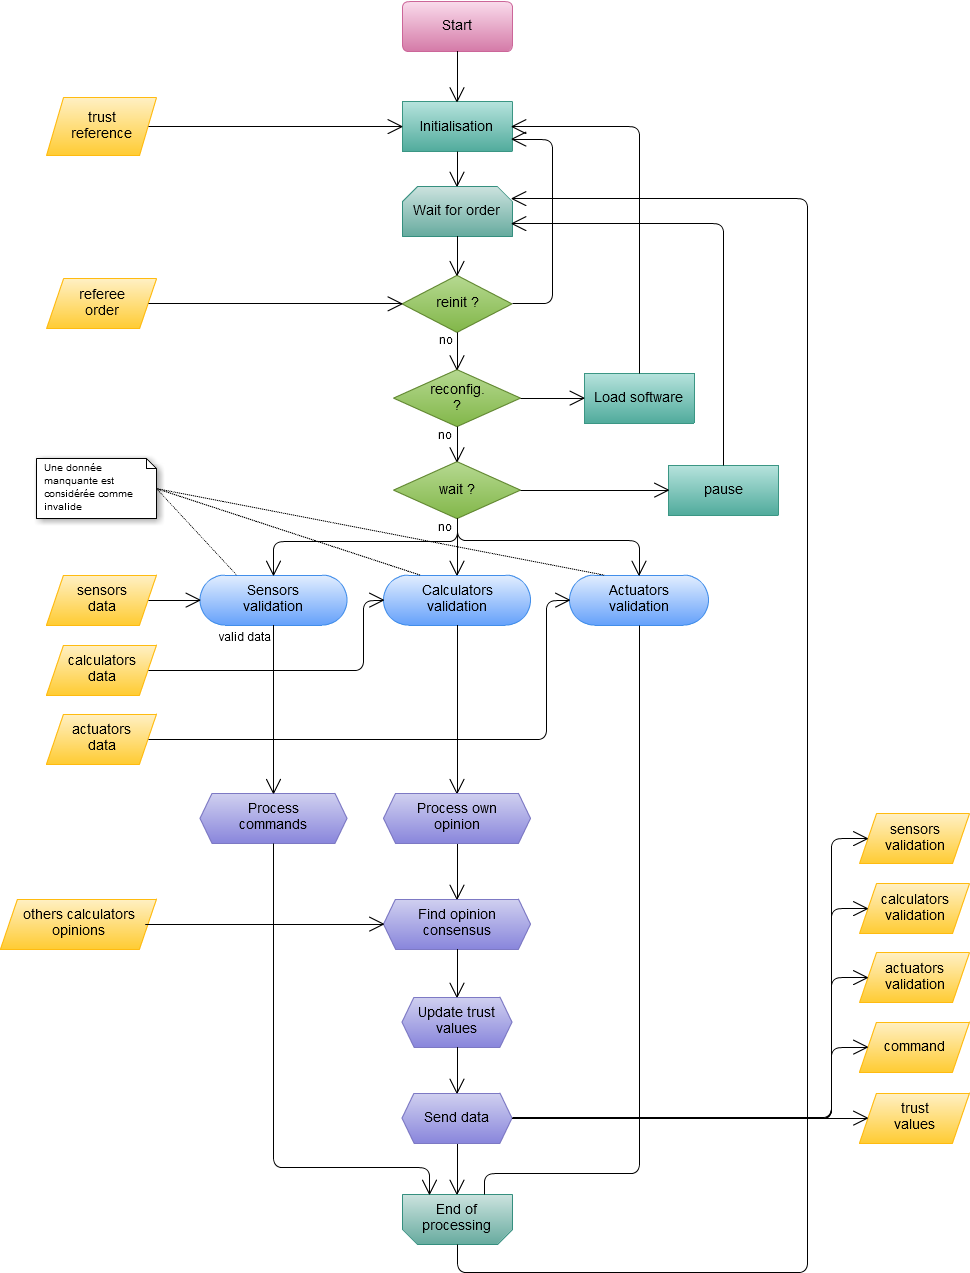 Start
trust
reference
Initialisation
Wait for order
referee
order
reinit ?
no
reconfig.
?
Load software
no
wait ?
pause
no
Une donnée
manquante est
considérée comme
invalide
sensors
data
Sensors
validation
Calculators
validation
Actuators
validation
valid data
calculators
data
actuators
data
Process
commands
Process own
opinion
sensors
validation
calculators
validation
others calculators
opinions
Find opinion
consensus
actuators
validation
Update trust
values
command
Send data
trust
values
End of
processing